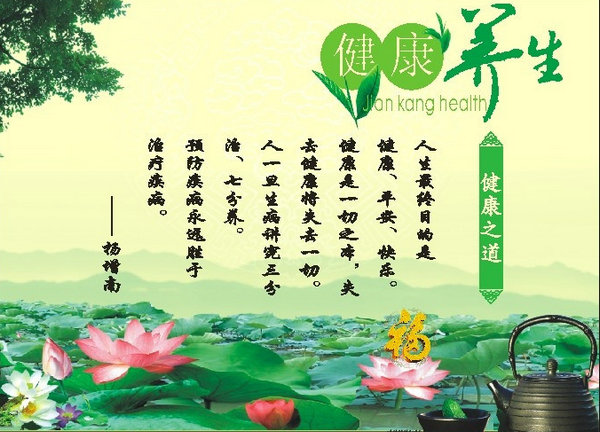 健康养生
Jian kang health
健康之道
人生最终目的是
健康、平安、快乐。
健康是一切之本，失
去健康将失去一切。
人一旦生病讲究三分
治、七分养。
预防疾病永远胜于
治疗疾病。
——杨增南
福